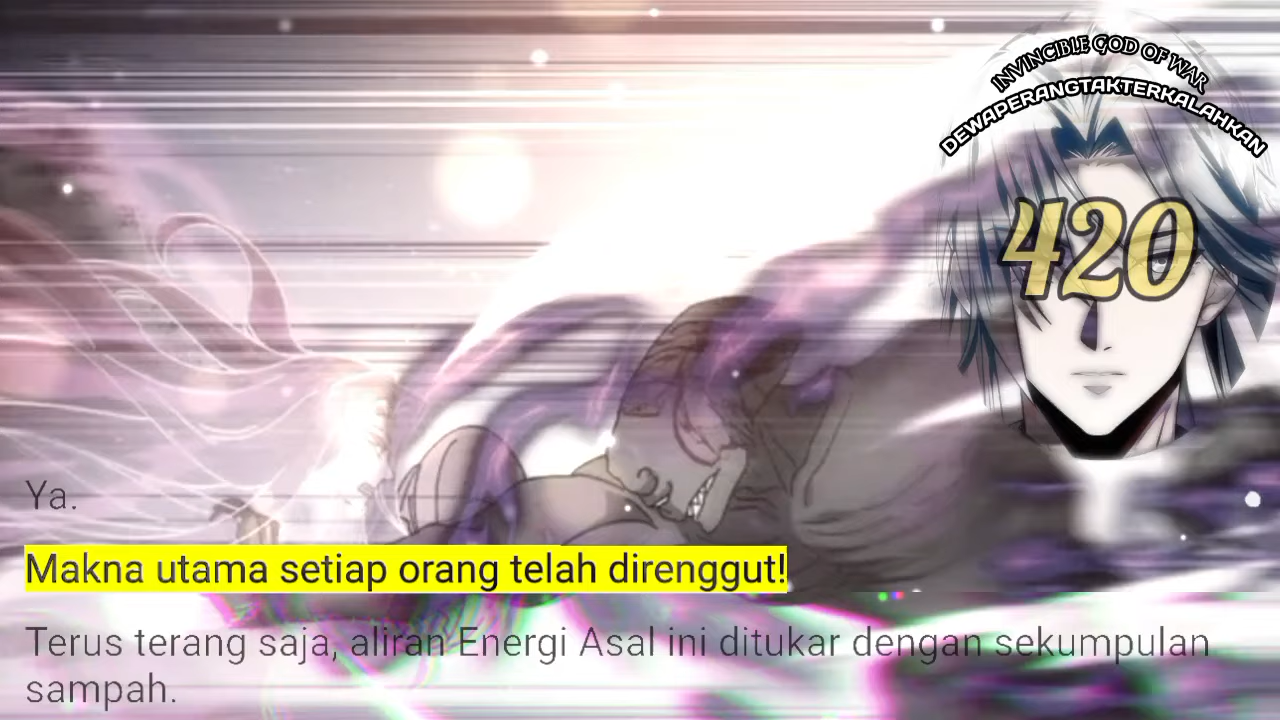 INVINCIBLE GOD OF WAR
DEWAPERANGTAKTERKALAHKAN
420
Ya.
Makna utama setiap orang telah direnggut!
Terus terang saja, aliran Energi Asal ini ditukar dengan sekumpulan
sampah.